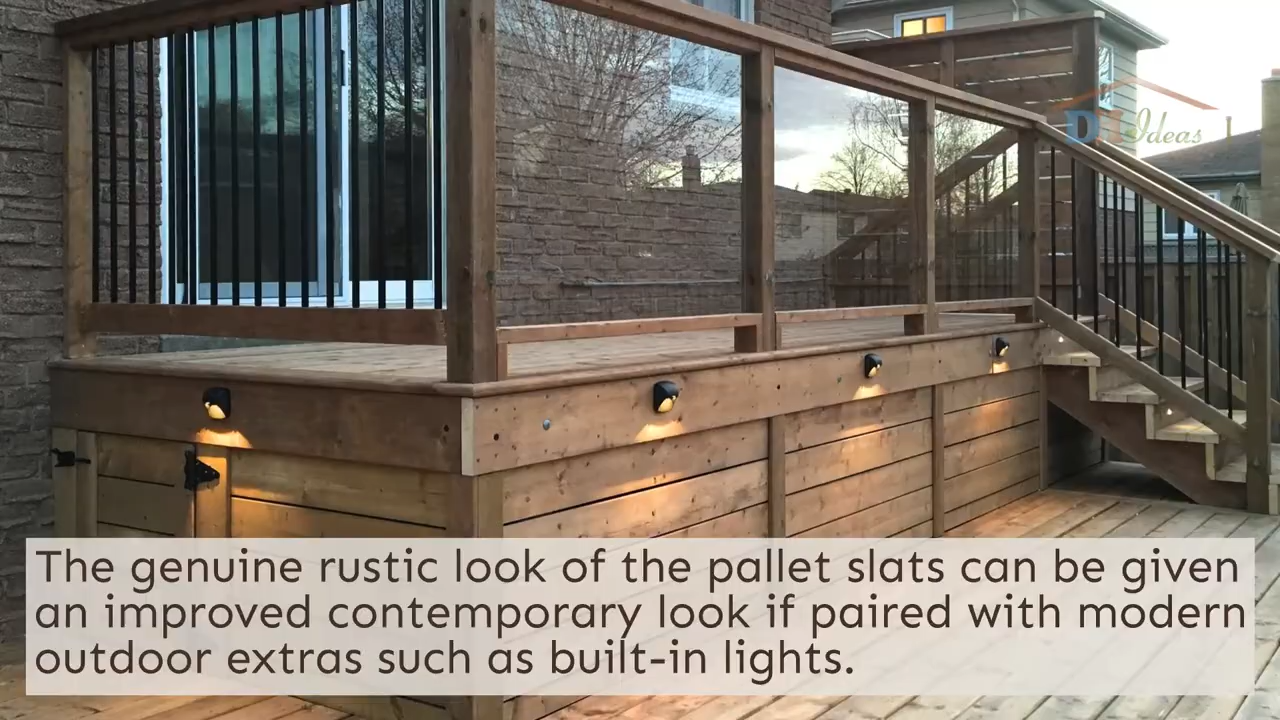 DIY Ideas
The genuine rustic look of the pallet slats can be given
an improved contemporary look if paired with modern
outdoor extras such as built-in lights.